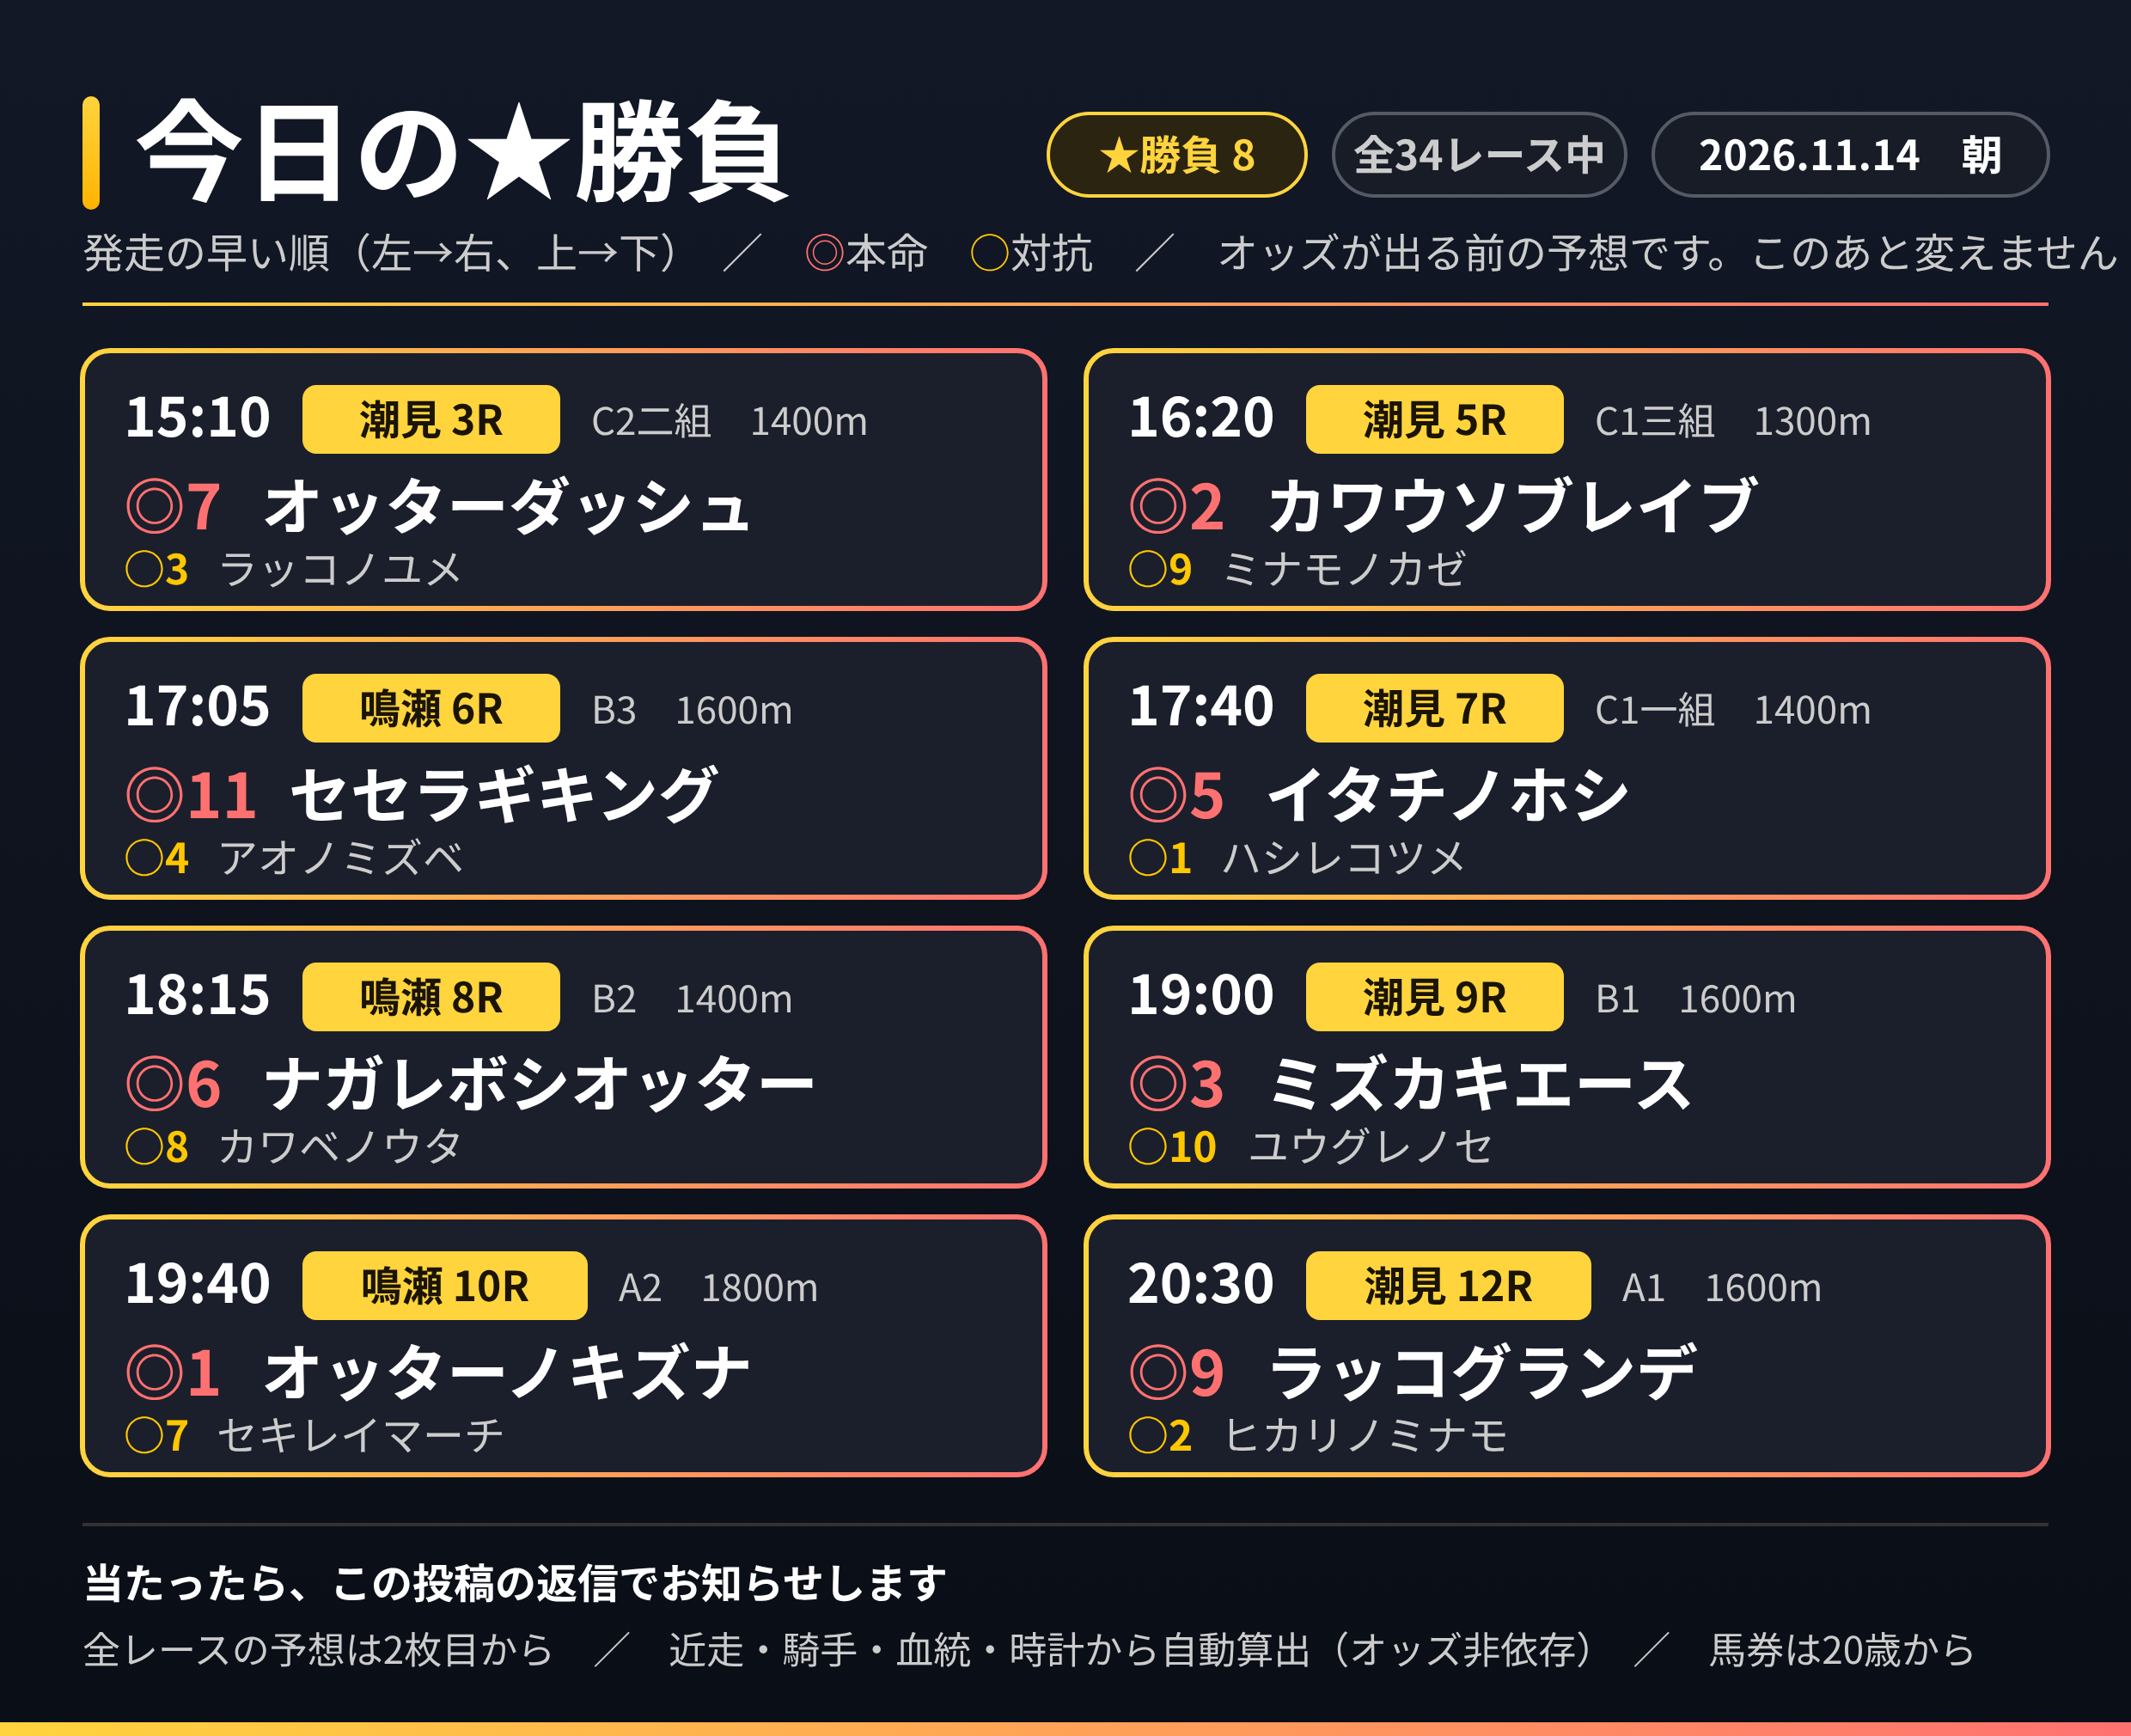 今日の★勝負
★勝負 8
全34レース中
2026.11.14 朝
発走の早い順（左→右、上→下） ／ ◎本命 ○対抗 ／ オッズが出る前の予想です。このあと変えません
15:10 潮見 3R C2二組 1400m
◎7 オッターダッシュ
○3 ラッコノユメ
16:20 潮見 5R C1三組 1300m
◎2 カワウソブレイブ
○9 ミナモノカゼ
17:05 鳴瀬 6R B3 1600m
◎11 セセラギキング
○4 アオノミズベ
17:40 潮見 7R C1一組 1400m
◎5 イタチノホシ
○1 ハシレコツメ
18:15 鳴瀬 8R B2 1400m
◎6 ナガレボシオッター
○8 カワベノウタ
19:00 潮見 9R B1 1600m
◎3 ミズカキエース
○10 ユウグレノセ
19:40 鳴瀬 10R A2 1800m
◎1 オッターノキズナ
○7 セキレイマーチ
20:30 潮見 12R A1 1600m
◎9 ラッコグランデ
○2 ヒカリノミナモ
当たったら、この投稿の返信でお知らせします
全レースの予想は2枚目から ／ 近走・騎手・血統・時計から自動算出（オッズ非依存） ／ 馬券は20歳から